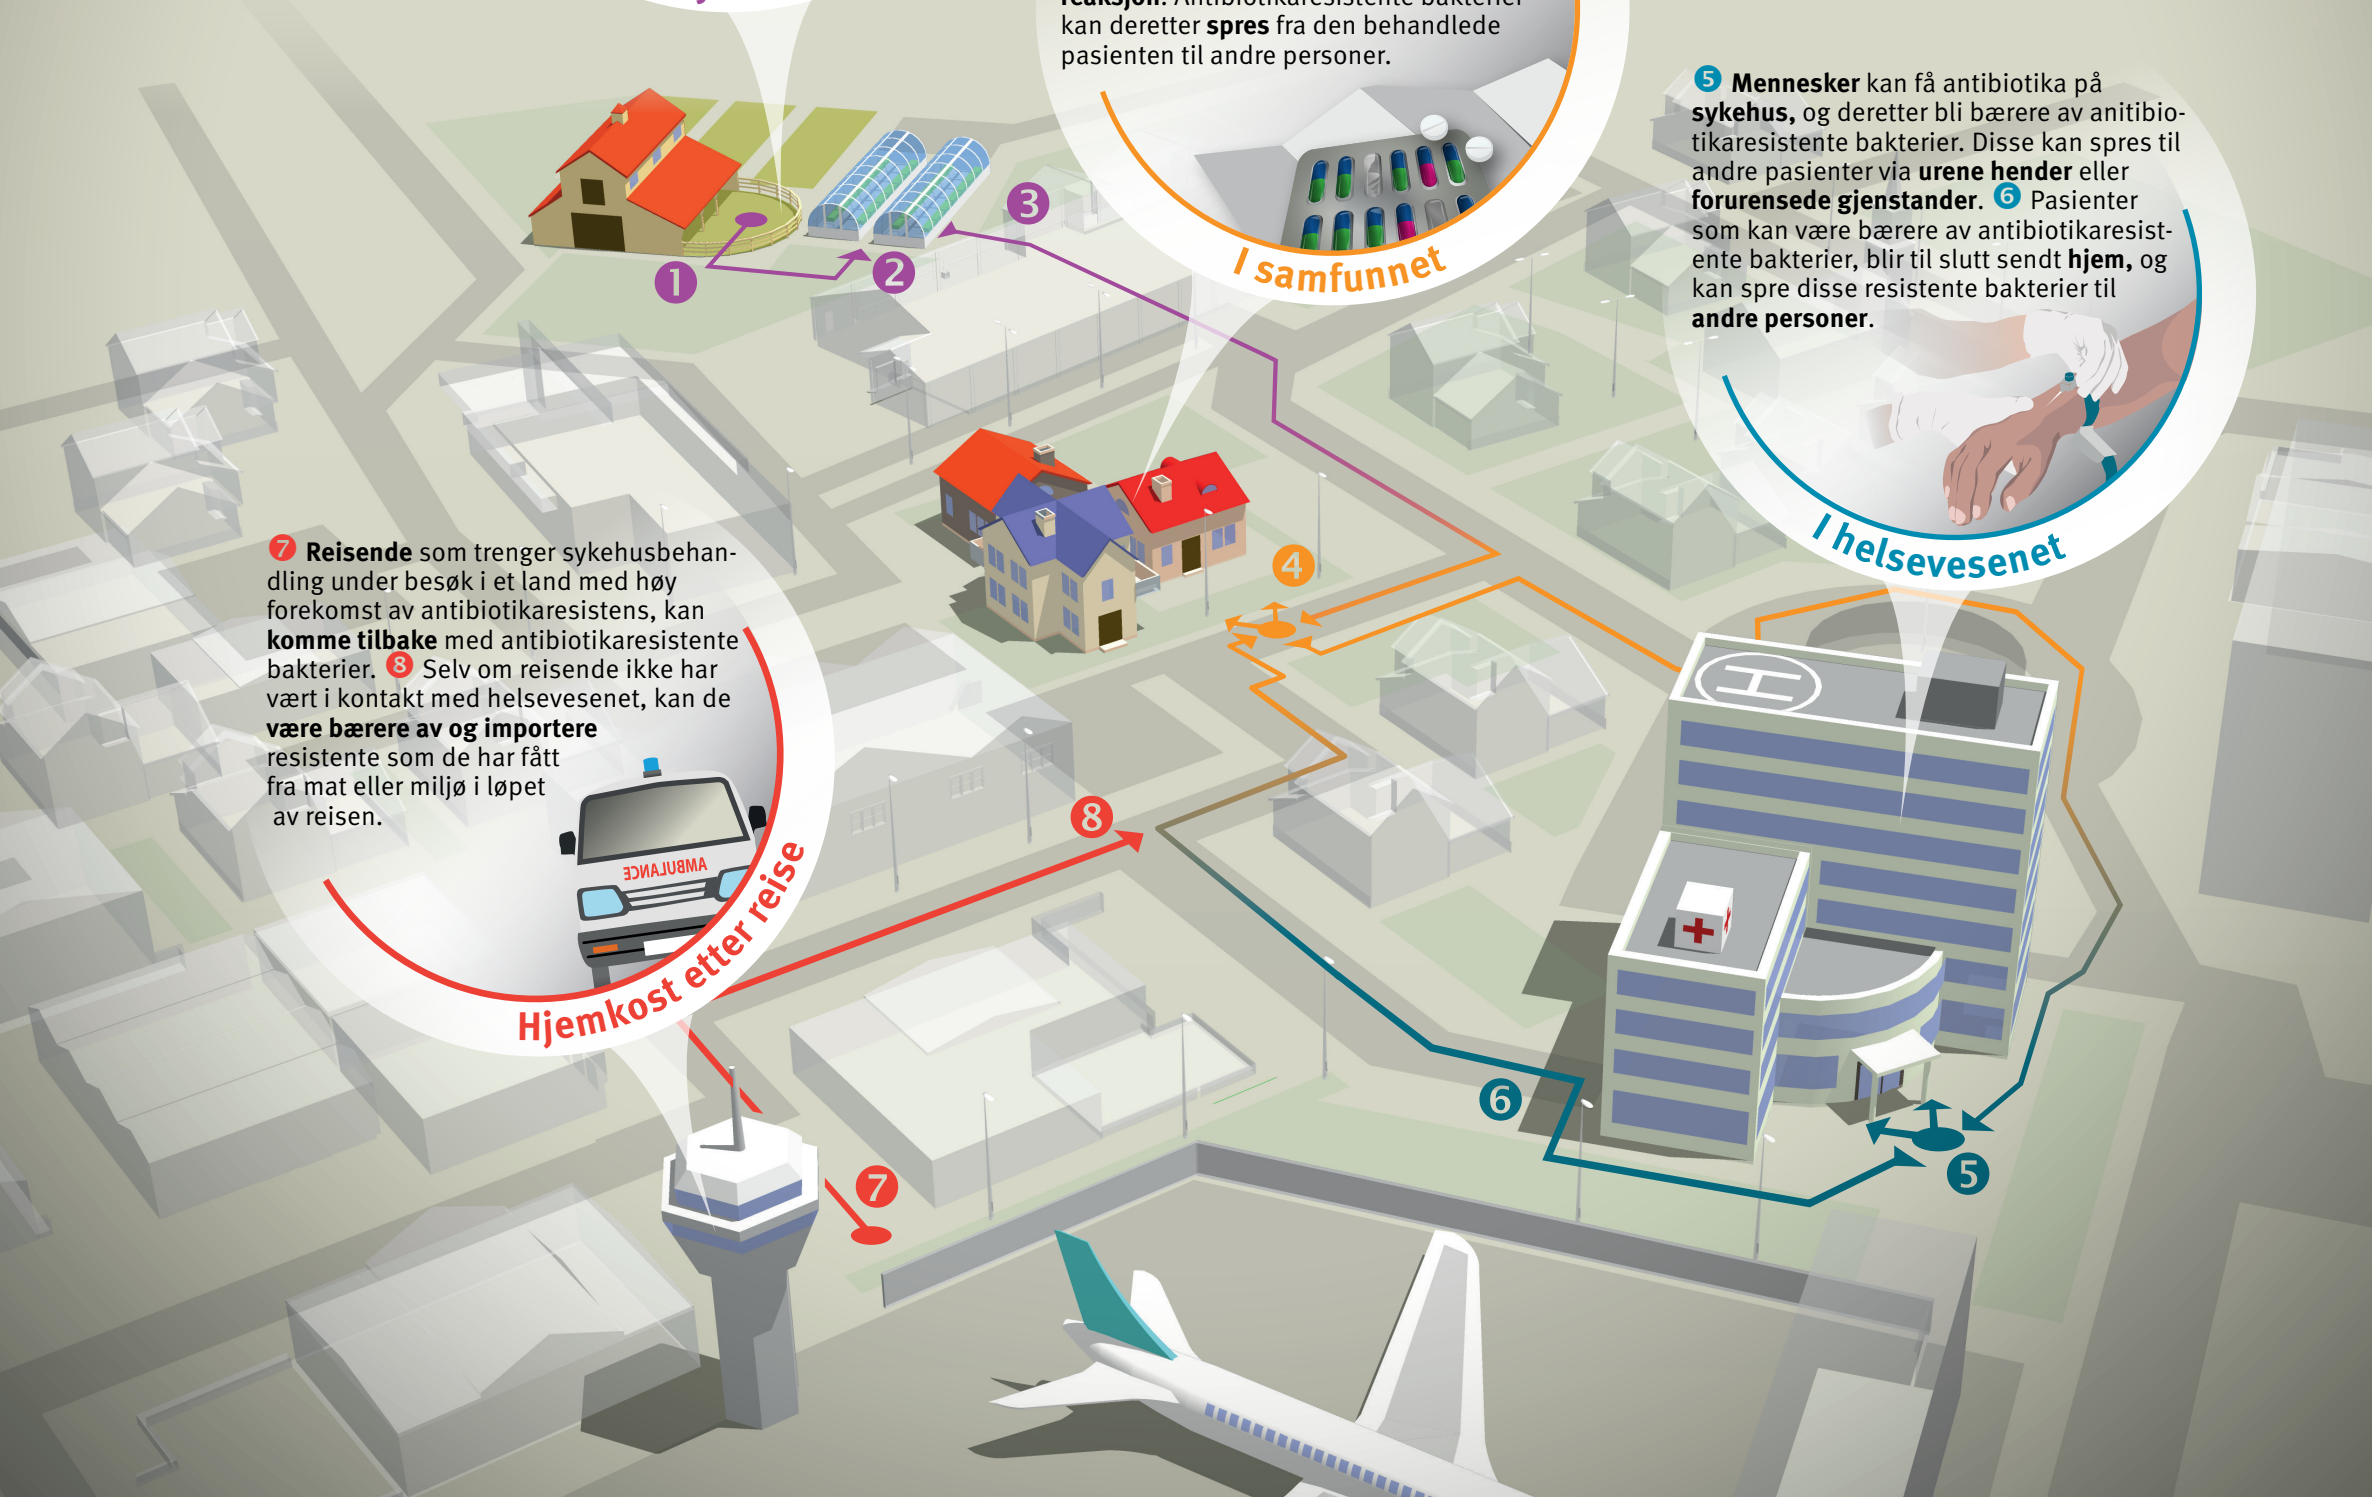 reaksjon. Antibiotikaresistente bakterier
kan deretter spres fra den behandlede
pasienten til andre personer.
I samfunnet
5 Mennesker kan få antibiotika på
sykehus, og deretter bli bærere av anitibio-
tikaresistente bakterier. Disse kan spres til
andre pasienter via urene hender eller
forurensede gjenstander. 6 Pasienter
som kan være bærere av antibiotikaresist-
ente bakterier, blir til slutt sendt hjem, og
kan spre disse resistente bakterier til
andre personer.
I helsevesenet
1
2
3
4
7 Reisende som trenger sykehusbehan-
dling under besøk i et land med høy
forekomst av antibiotikaresistens, kan
komme tilbake med antibiotikaresistente
bakterier. 8 Selv om reisende ikke har
vært i kontakt med helsevesenet, kan de
være bærere av og importere
resistente som de har fått
fra mat eller miljø i løpet
av reisen.
AMBULANCE
Hjemkost etter reise
H
8
6
5
7